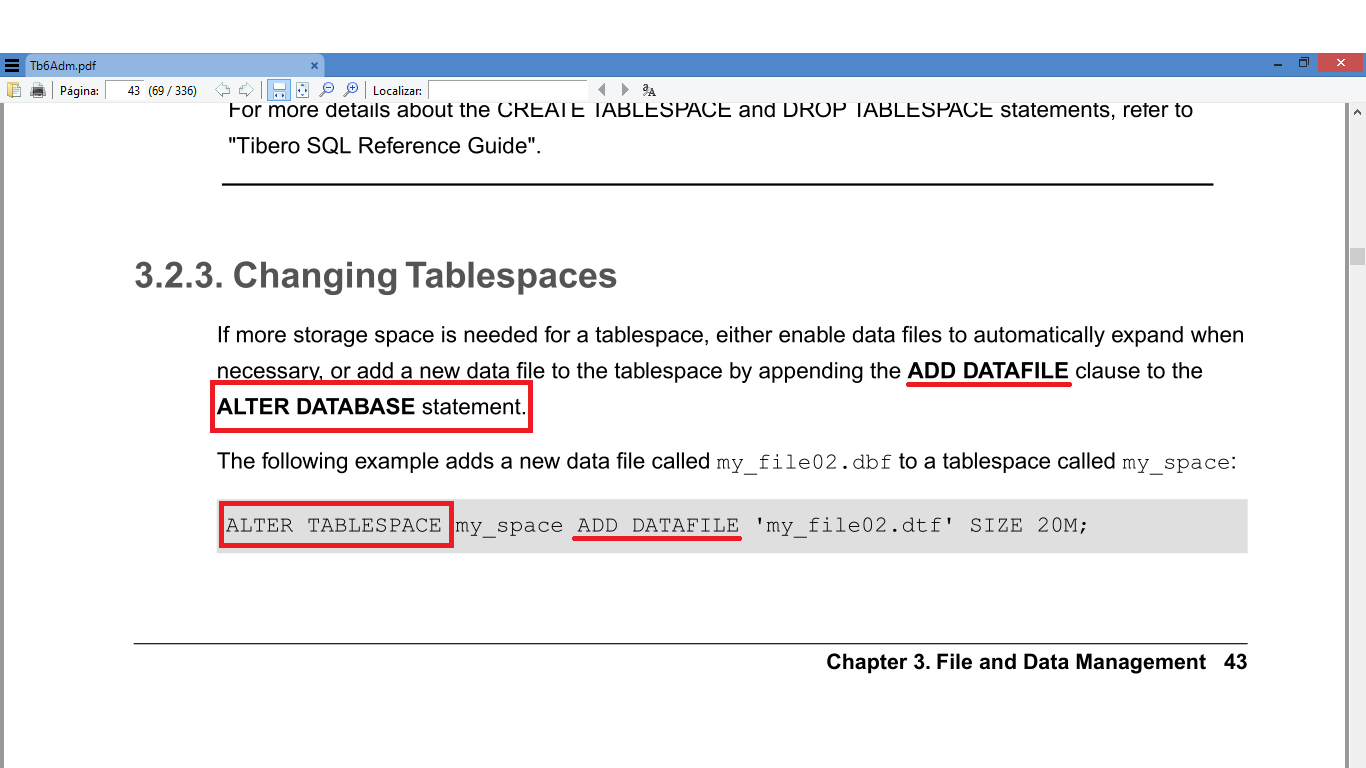 Tb6Adm.pdf
Página: 43 (69 / 336) Localizar:
For more details about the CREATE TABLESPACE and DROP TABLESPACE statements, refer to
"Tibero SQL Reference Guide".
3.2.3. Changing Tablespaces
If more storage space is needed for a tablespace, either enable data files to automatically expand when
necessary, or add a new data file to the tablespace by appending the ADD DATAFILE clause to the
ALTER DATABASE statement.
The following example adds a new data file called my_file02.dbf to a tablespace called my_space:
ALTER TABLESPACE my_space ADD DATAFILE 'my_file02.dtf' SIZE 20M;
Chapter 3. File and Data Management 43